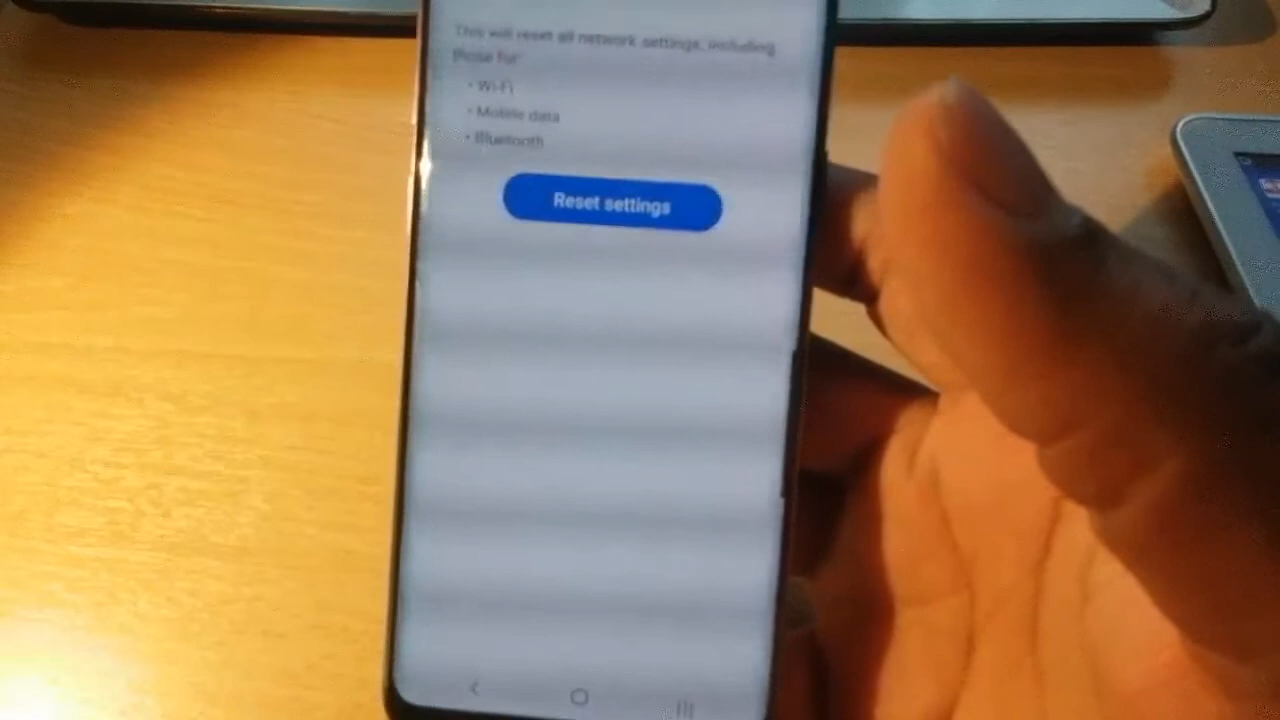 This will reset all network settings, including
those for:
• Wi-Fi
• Mobile data
• Bluetooth
Reset settings